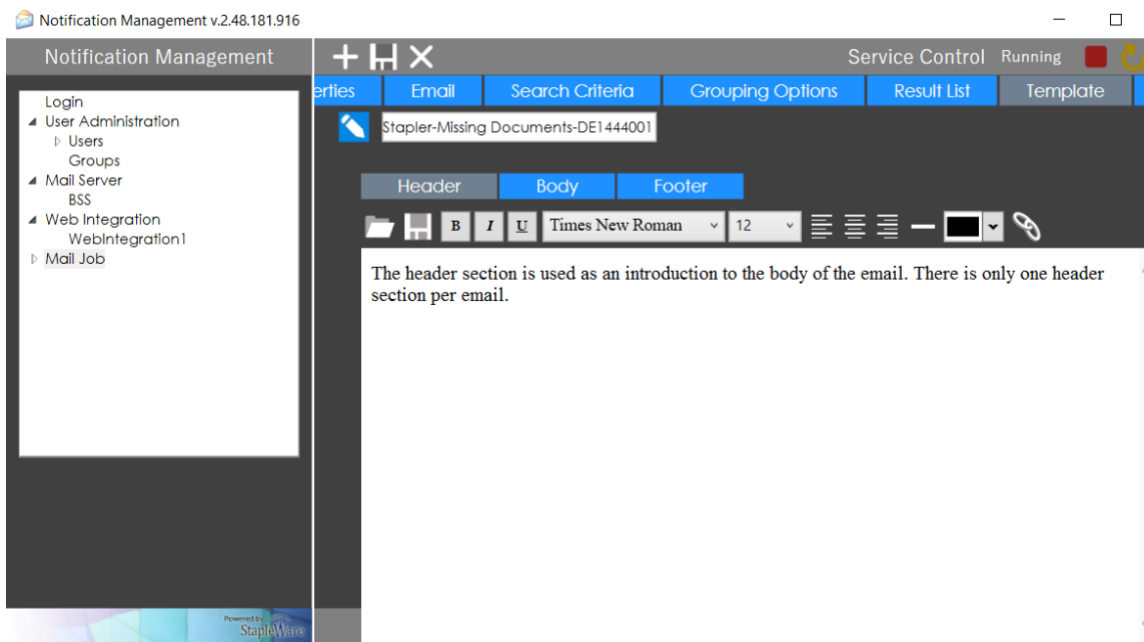 Notification Management v.2.48.181.916
Notification Management
Service Control Running
Login
User Administration
Users
Groups
Mail Server
BSS
Web Integration
WebIntegration1
Mail Job
erties Email Search Criteria Grouping Options Result List Template
Stapler-Missing Documents-DE1444001
Header Body Footer
B I U Times New Roman 12
The header section is used as an introduction to the body of the email. There is only one header
section per email.
Powered by
StapleWare